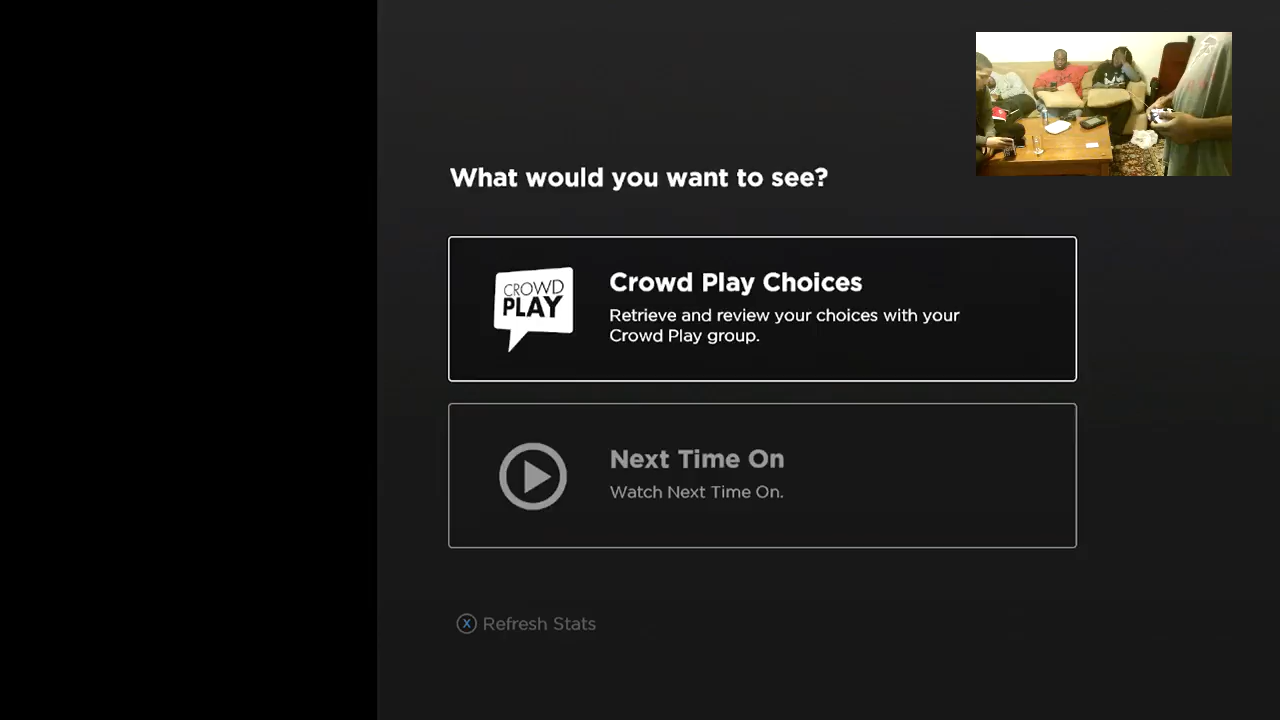 What would you want to see?
CROWD
PLAY
Crowd Play Choices
Retrieve and review your choices with your
Crowd Play group.
Next Time On
Watch Next Time On.
X Refresh Stats